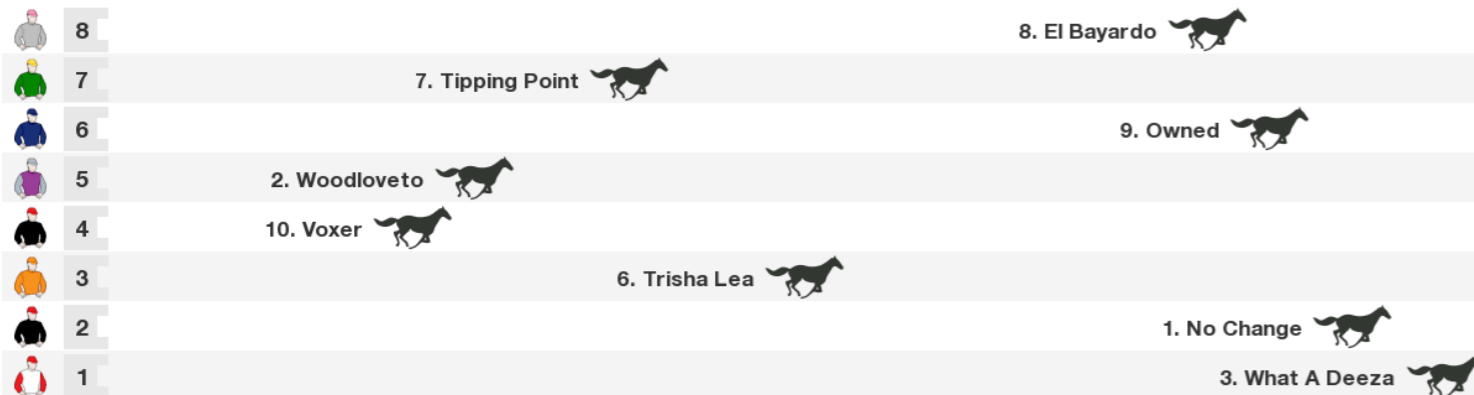 8 8. El Bayardo
7 7. Tipping Point
6 9. Owned
5 2. Woodloveto
4 10. Voxer
3 6. Trisha Lea
2 1. No Change
1 3. What A Deeza